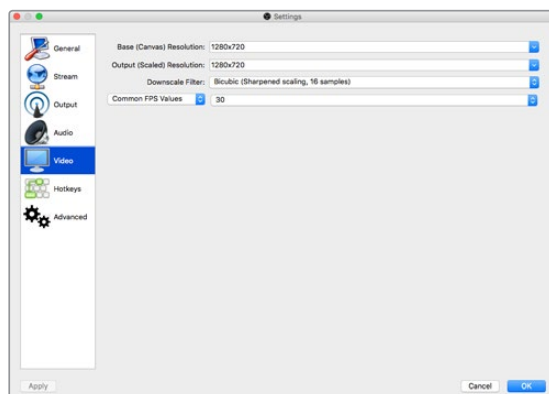 Settings
General
Stream
Output
Audio
Video
Hotkeys
Advanced
Base (Canvas) Resolution: 1280x720
Output (Scaled) Resolution: 1280x720
Downscale Filter: Bicubic (Sharpened scaling, 16 samples)
Common FPS Values 30
Apply
Cancel
OK